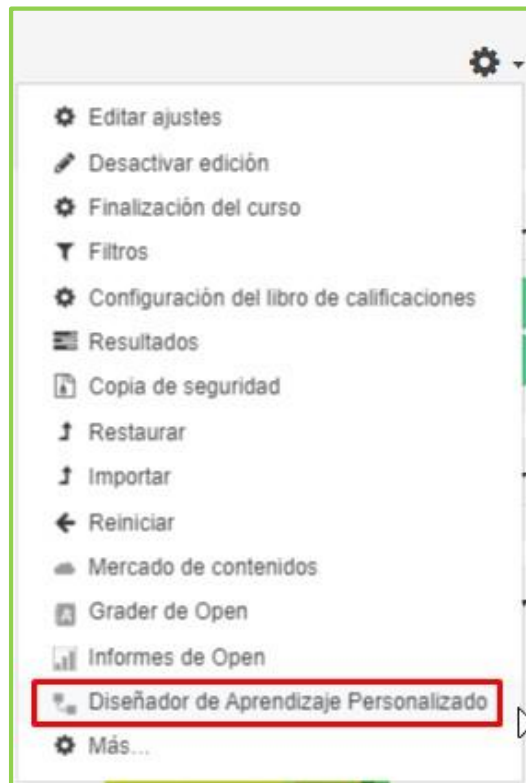 Editar ajustes
Desactivar edición
Finalización del curso
Filtros
Configuración del libro de calificaciones
Resultados
Copia de seguridad
Restaurar
Importar
Reiniciar
Mercado de contenidos
Grader de Open
Informes de Open
Diseñador de Aprendizaje Personalizado
Más...